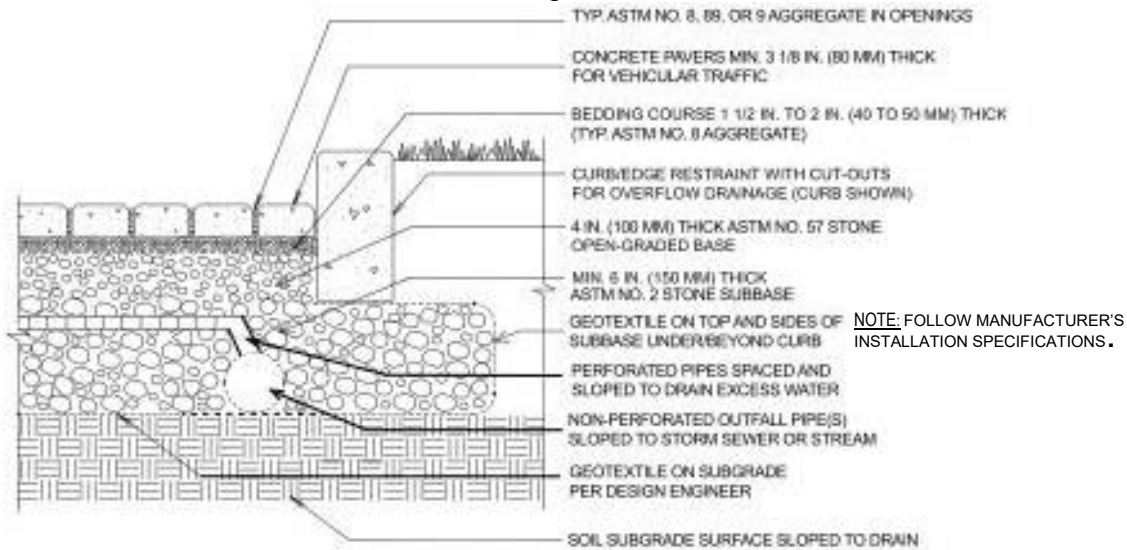 TYP. ASTM NO. 8, 89, OR 9 AGGREGATE IN OPENINGS
CONCRETE PAVERS MIN. 3 1/8 IN. (80 MM) THICK
FOR VEHICULAR TRAFFIC
BEDDING COURSE 1 1/2 IN. TO 2 IN. (40 TO 50 MM) THICK
(TYP. ASTM NO. 8 AGGREGATE)
CURB/EDGE RESTRAINT WITH CUT-OUTS
FOR OVERFLOW DRAINAGE (CURB SHOWN)
4 IN. (100 MM) THICK ASTM NO. 57 STONE
OPEN-GRADED BASE
MIN. 6 IN. (150 MM) THICK
ASTM NO. 2 STONE SUBBASE
GEOTEXTILE ON TOP AND SIDES OF
SUBBASE UNDER/BEYOND CURB
NOTE: FOLLOW MANUFACTURER'S
INSTALLATION SPECIFICATIONS.
PERFORATED PIPES SPACED AND
SLOPED TO DRAIN EXCESS WATER
NON-PERFORATED OUTFALL PIPE(S)
SLOPED TO STORM SEWER OR STREAM
GEOTEXTILE ON SUBGRADE
PER DESIGN ENGINEER
SOIL SUBGRADE SURFACE SLOPED TO DRAIN